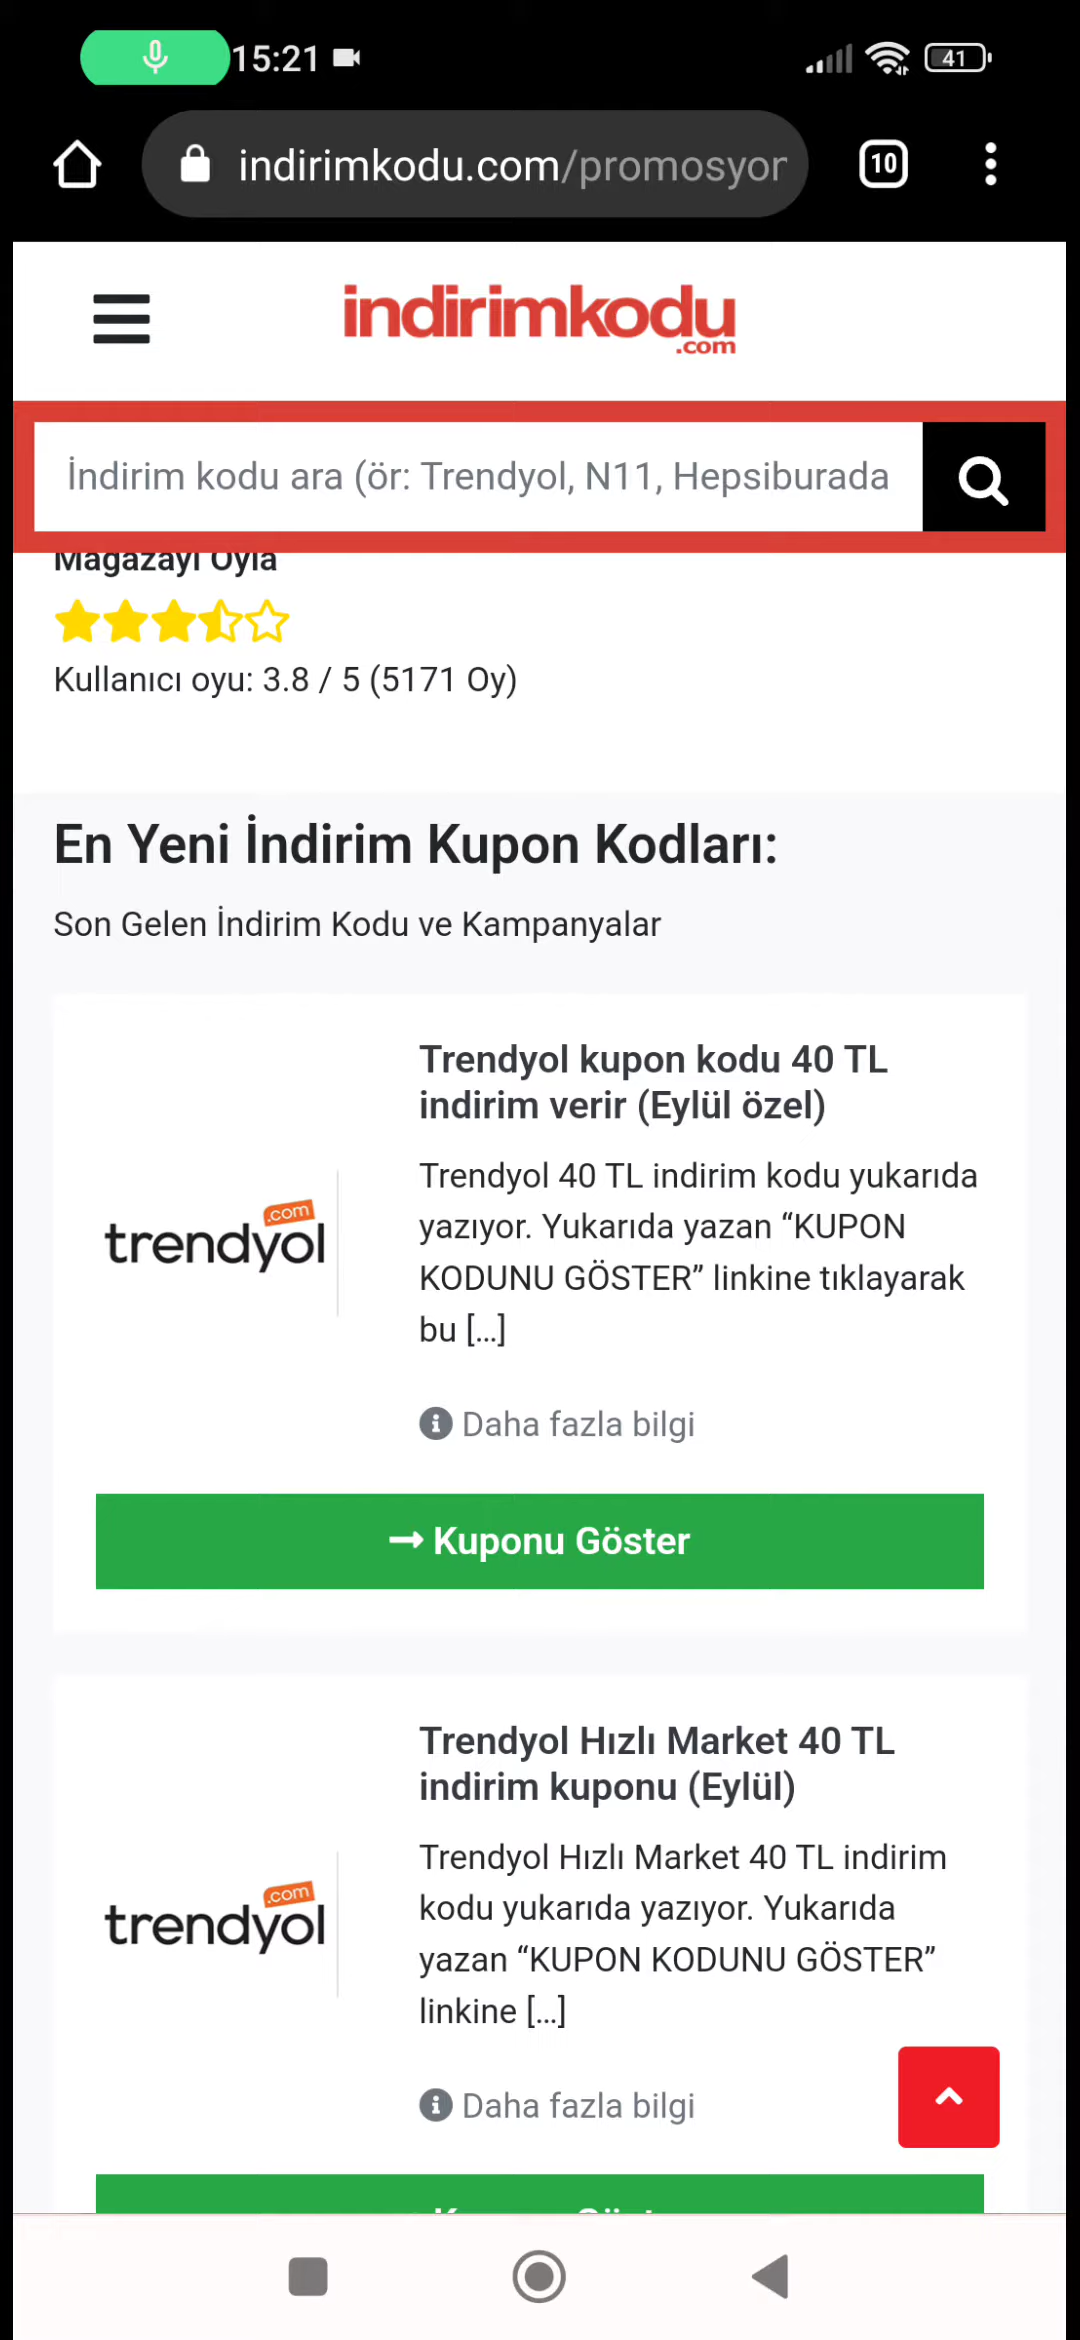 15:21
41
indirimkodu.com/promosyor
10
indirimkodu
.com
İndirim kodu ara (ör: Trendyol, N11, Hepsiburada
Mağazayı Oyla
Kullanıcı oyu: 3.8 / 5 (5171 Oy)
En Yeni İndirim Kupon Kodları:
Son Gelen İndirim Kodu ve Kampanyalar
Trendyol kupon kodu 40 TL
indirim verir (Eylül özel)
Trendyol 40 TL indirim kodu yukarıda
yazıyor. Yukarıda yazan “KUPON
KODUNU GÖSTER” linkine tıklayarak
bu [...]
.com
trendyol
Daha fazla bilgi
Kuponu Göster
Trendyol Hızlı Market 40 TL
indirim kuponu (Eylül)
Trendyol Hızlı Market 40 TL indirim
kodu yukarıda yazıyor. Yukarıda
yazan “KUPON KODUNU GÖSTER”
linkine [...]
.com
trendyol
Daha fazla bilgi